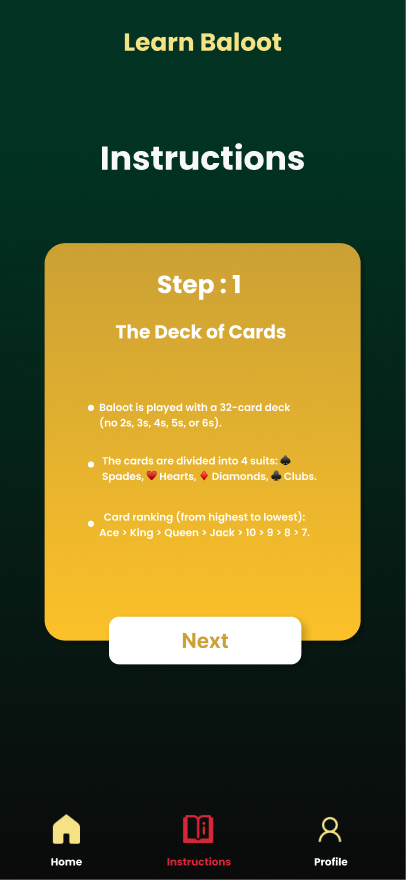 Learn Baloot
Instructions
Step : 1
The Deck of Cards
Baloot is played with a 32-card deck
(no 2s, 3s, 4s, 5s, or 6s).
The cards are divided into 4 suits: ♠️
Spades, ♥️ Hearts, ♦️ Diamonds, ♣️ Clubs.
Card ranking (from highest to lowest):
Ace > King > Queen > Jack > 10 > 9 > 8 > 7.
Next
Home
Instructions
Profile